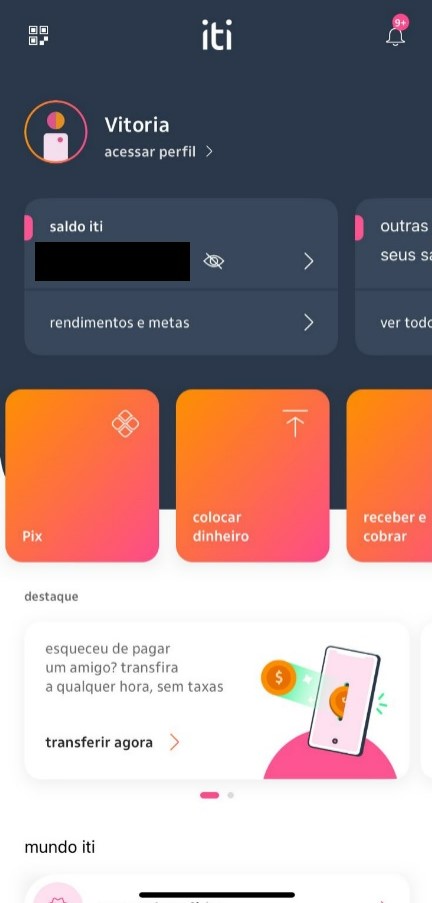 iti
9+
Vitoria
acessar perfil
saldo iti
outras
seus sa
rendimentos e metas
ver todo
Pix
colocar
dinheiro
receber e
cobrar
destaque
esqueceu de pagar
um amigo? transfira
a qualquer hora, sem taxas
transferir agora
mundo iti